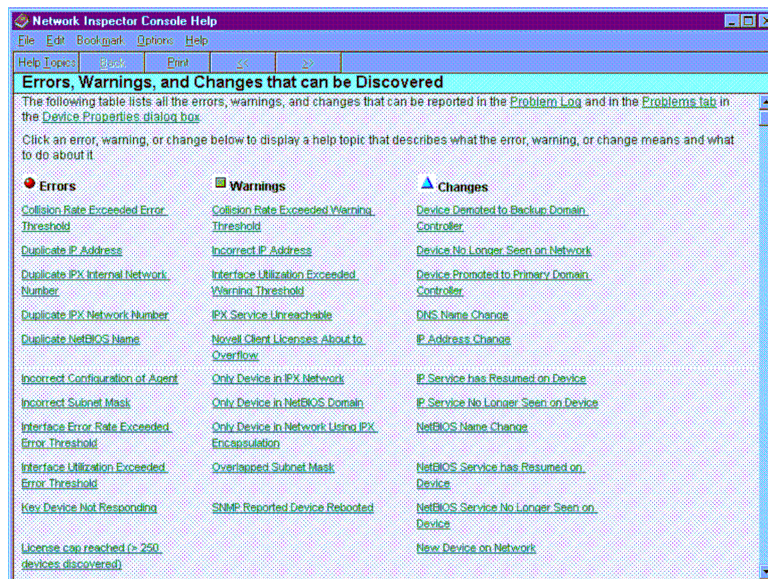 Network Inspector Console Help
File Edit Bookmark Options Help
Help Topics Back Print << >>
Errors, Warnings, and Changes that can be Discovered
The following table lists all the errors, warnings, and changes that can be reported in the Problem Log and in the Problems tab in
the Device Properties dialog box
Click an error, warning, or change below to display a help topic that describes what the error, warning, or change means and what
to do about it.
Errors Warnings Changes
Collision Rate Exceeded Error Collision Rate Exceeded Warning Device Demoted to Backup Domain
Threshold Threshold Controller
Duplicate IP Address Incorrect IP Address Device No Longer Seen on Network
Duplicate IPX Internal Network Interface Utilization Exceeded Device Promoted to Primary Domain
Number Warning Threshold Controller
Duplicate IPX Network Number IPX Service Unreachable DNS Name Change
Duplicate NetBIOS Name Novell Client Licenses About to IP Address Change
Overflow
Incorrect Configuration of Agent Only Device in IPX Network IP Service has Resumed on Device
Incorrect Subnet Mask Only Device in NetBIOS Domain IP Service No Longer Seen on Device
Interface Error Rate Exceeded Only Device in Network Using IPX NetBIOS Name Change
Error Threshold Encapsulation
Interface Utilization Exceeded Overlapped Subnet Mask NetBIOS Service has Resumed on
Error Threshold Device
Key Device Not Responding SNMP Reported Device Rebooted NetBIOS Service No Longer Seen on
Device
License cap reached (> 250 New Device on Network
devices discovered)